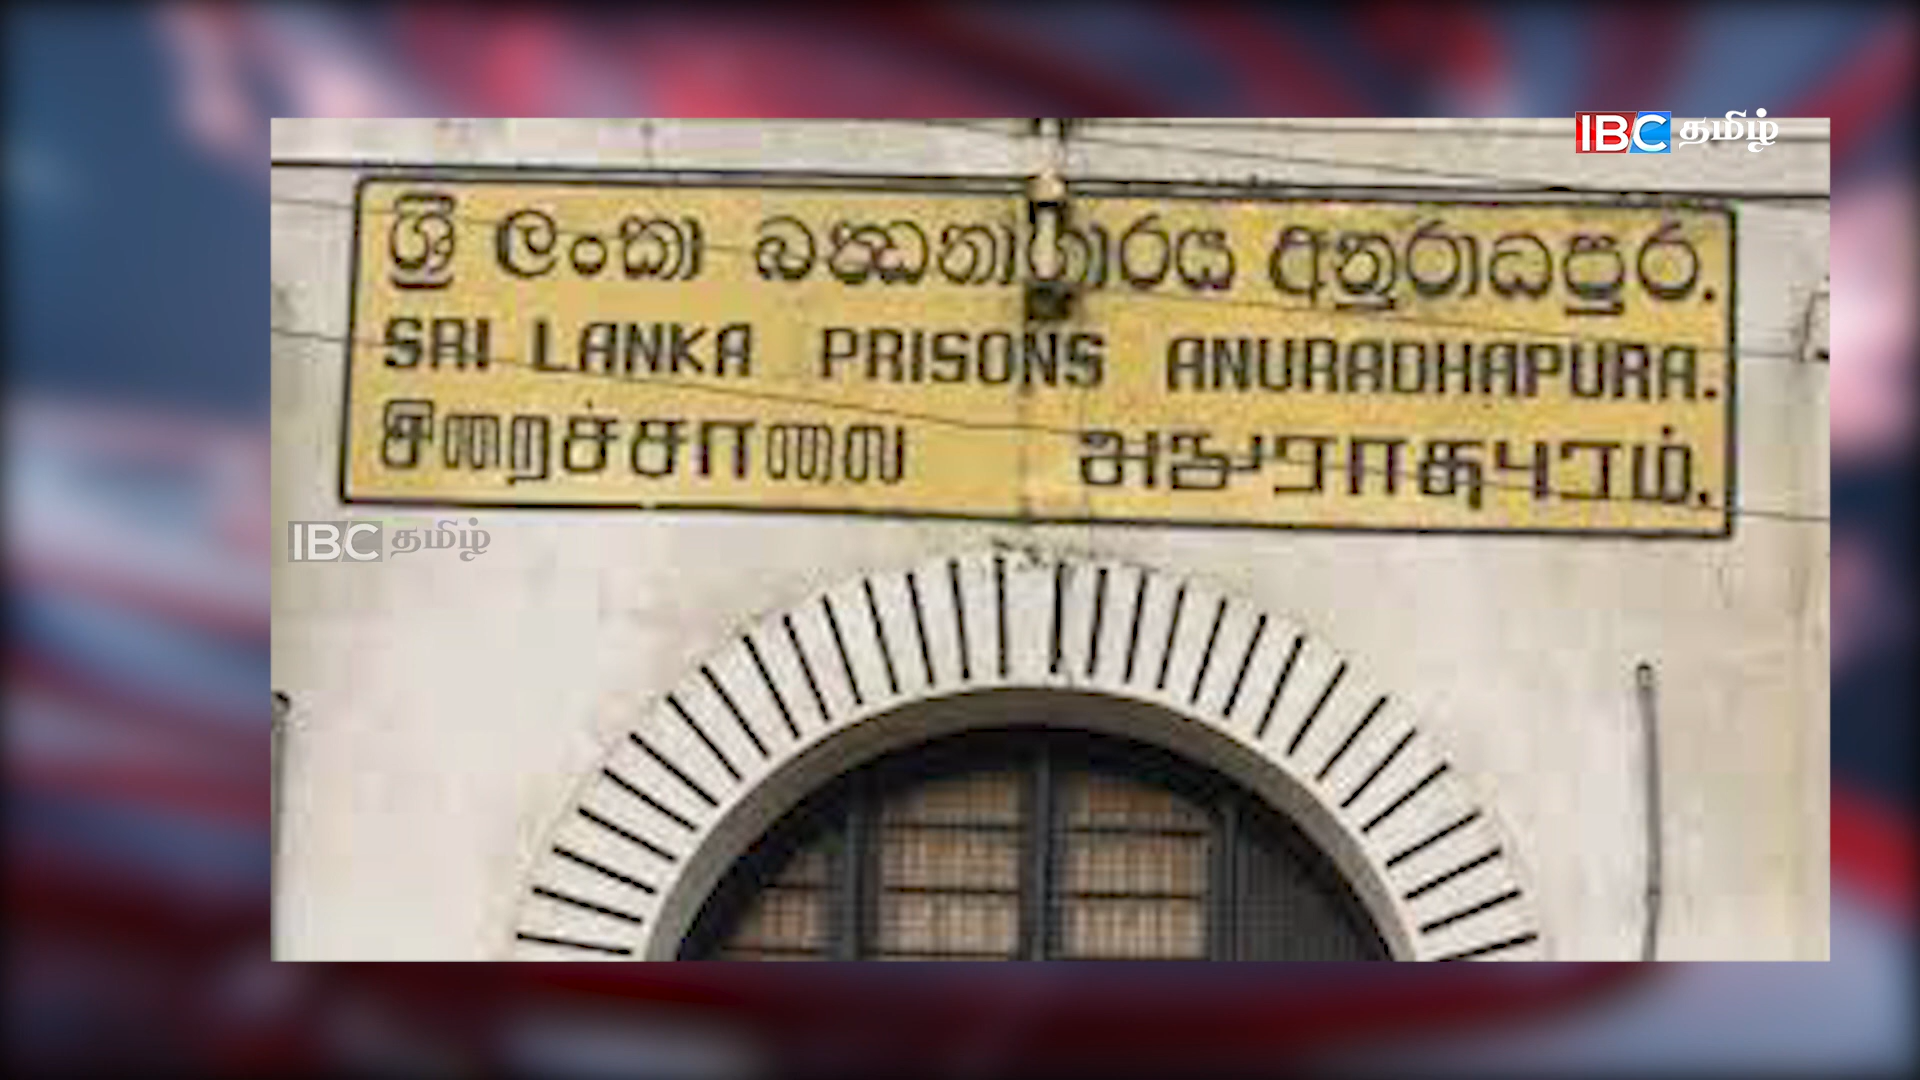 IBC தமிழ்
ශ්‍රී ලංකා බන්ධනාගාරය අනුරාධපුර.
SRI LANKA PRISONS ANURADHAPURA.
சிறைச்சாலை அநுராதபுரம்.
IBC தமிழ்